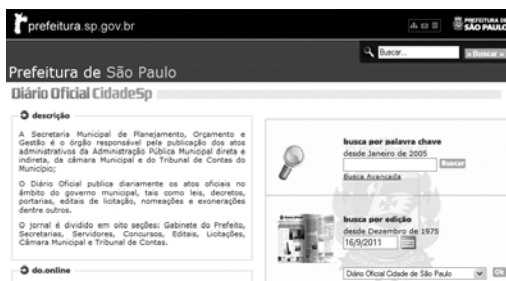 prefeitura.sp.gov.br
PREFEITURA DE
SÃO PAULO
Buscar...
» Buscar »
Prefeitura de São Paulo
Diário Oficial CidadeSp
descrição
A Secretaria Municipal de Planejamento, Orçamento e
Gestão é o órgão responsável pela publicação dos atos
administrativos da Administração Pública Municipal direta e
indireta, da câmara Municipal e do Tribunal de Contas do
Município;
O Diário Oficial publica diariamente os atos oficiais no
âmbito do governo municipal, tais como leis, decretos,
portarias, editais de licitação, nomeações e exonerações
dentre outros.
O jornal é dividido em oito seções: Gabinete do Prefeito,
Secretarias, Servidores, Concursos, Editais, Licitações,
Câmara Municipal e Tribunal de Contas.
do.online
busca por palavra chave
desde Janeiro de 2005
Buscar
Busca Avançada
busca por edição
desde Dezembro de 1975
16/9/2011
Diário Oficial Cidade de São Paulo
Ok